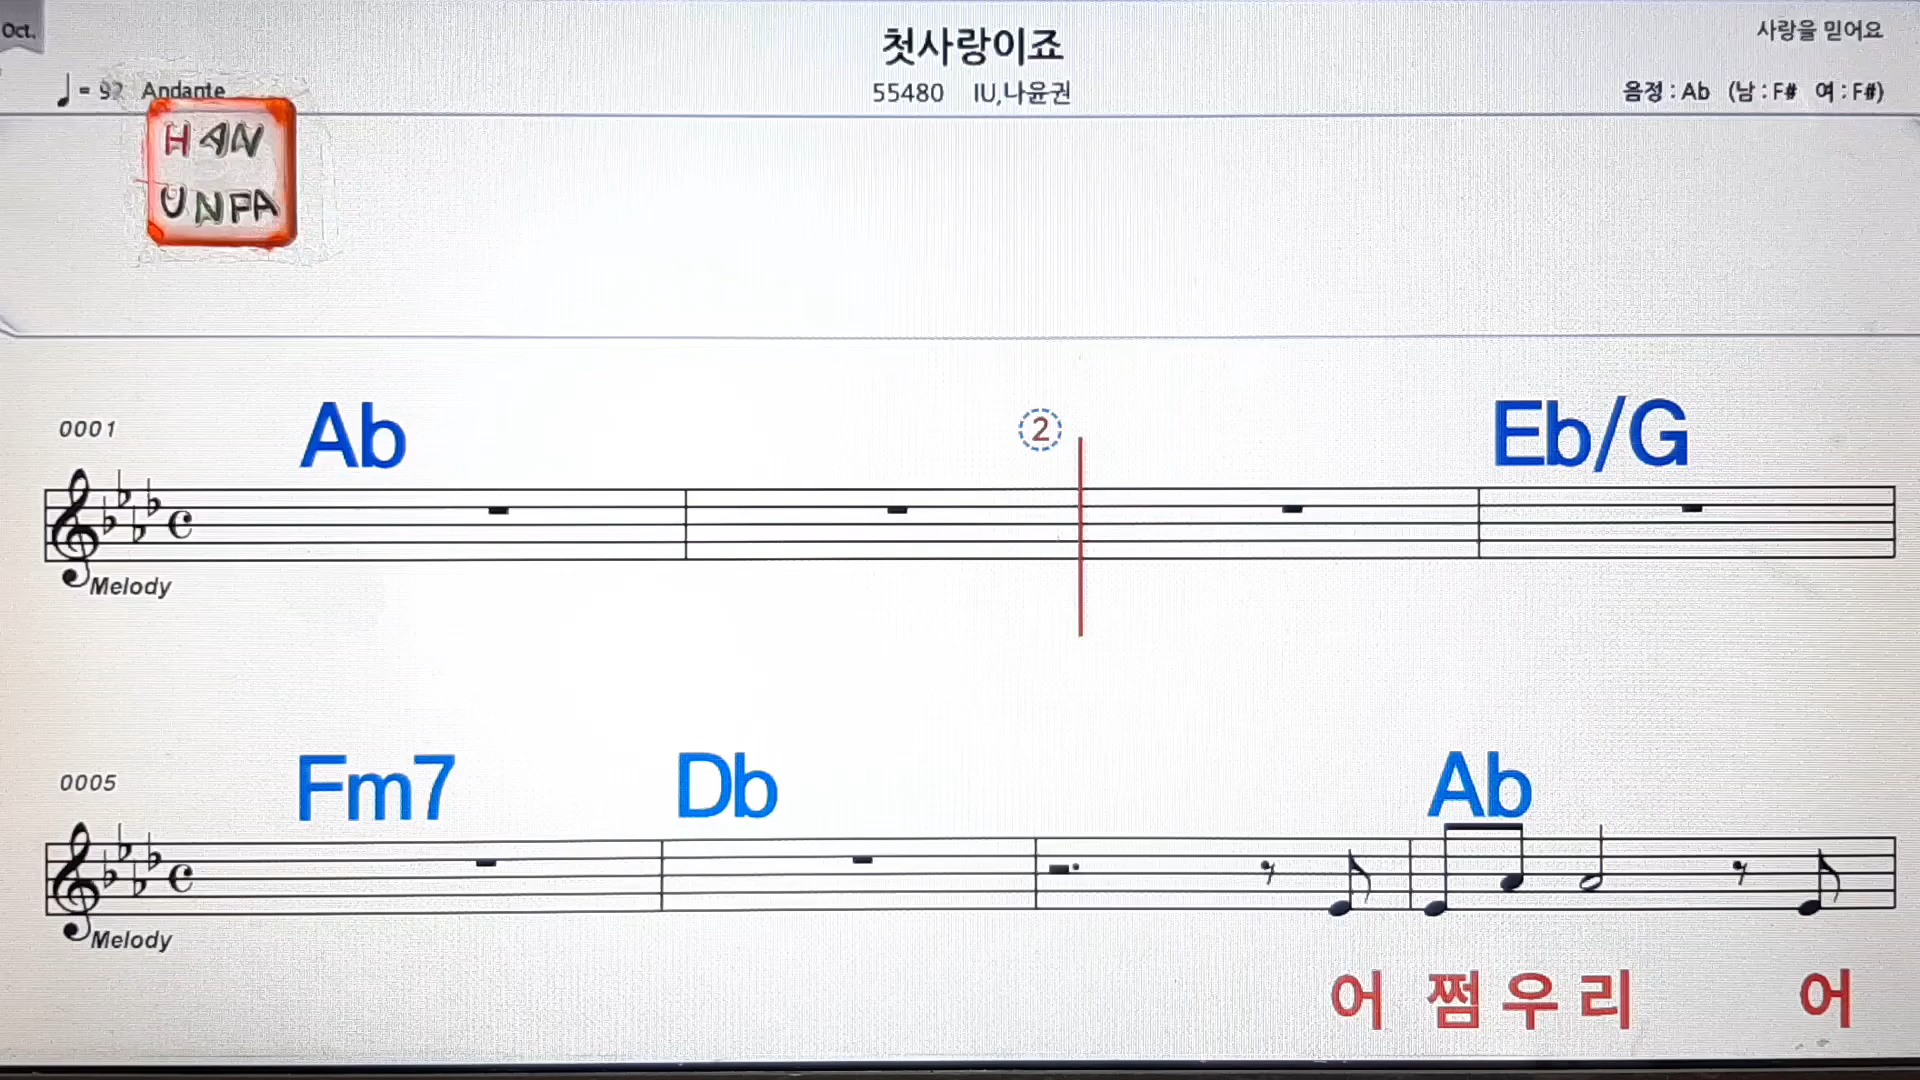 Oct.
첫사랑이죠
사랑을 믿어요
= 92 Andante
55480 IU,나윤권
음정 : Ab (남 : F# 여 : F#)
HAN
UNPA
0001
Ab
2
Eb/G
Melody
0005
Fm7
Db
Ab
Melody
어 쩜 우 리 어